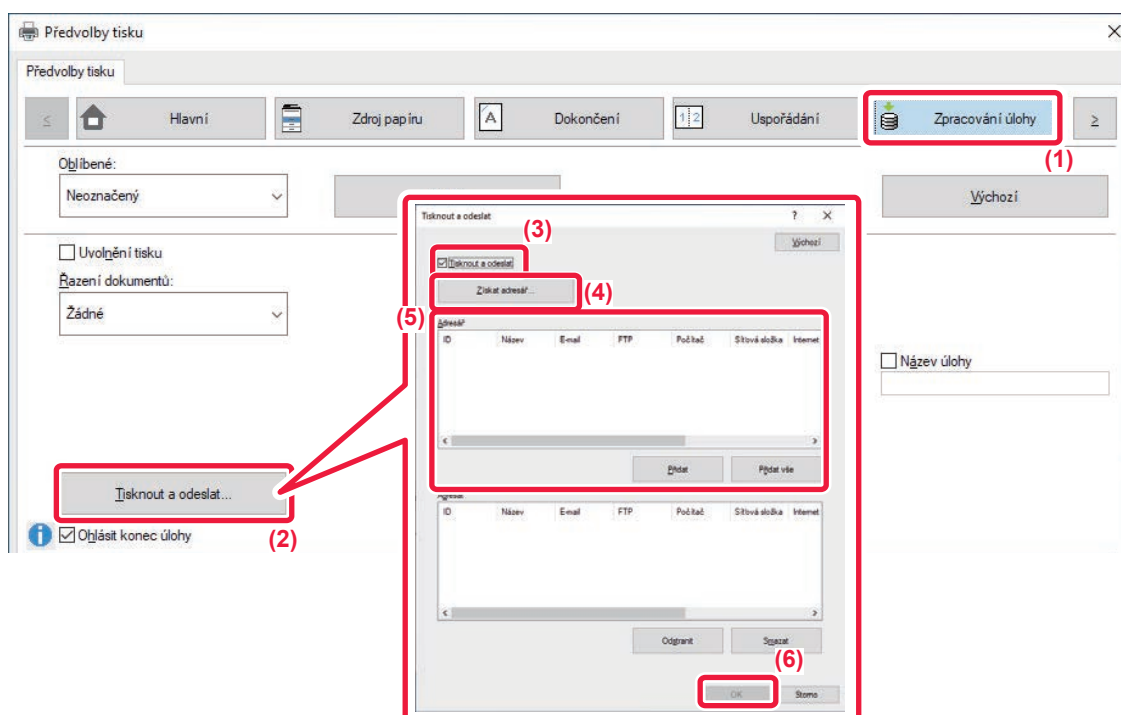 Předvolby tisku
Předvolby tisku
≤ Hlavní Zdroj papíru Dokončení Uspořádání Zpracování úlohy ≥
(1)
Oblíbené:
Neoznačený
Výchozí
Uvolnění tisku
Řazení dokumentů:
Žádné
Název úlohy
Tisknout a odeslat...
Ohlásit konec úlohy
(2)
Tisknout a odeslat ? X
(3)
Výchozí
Tisknout a odeslat
Získat adresář...
(4)
(5)
Adresář
ID Název E-mail FTP Počítač Síťová složka Internet
Přidat Přidat vše
ID Název E-mail FTP Počítač Síťová složka Internet
Odstranit Smazat
(6)
OK Storno